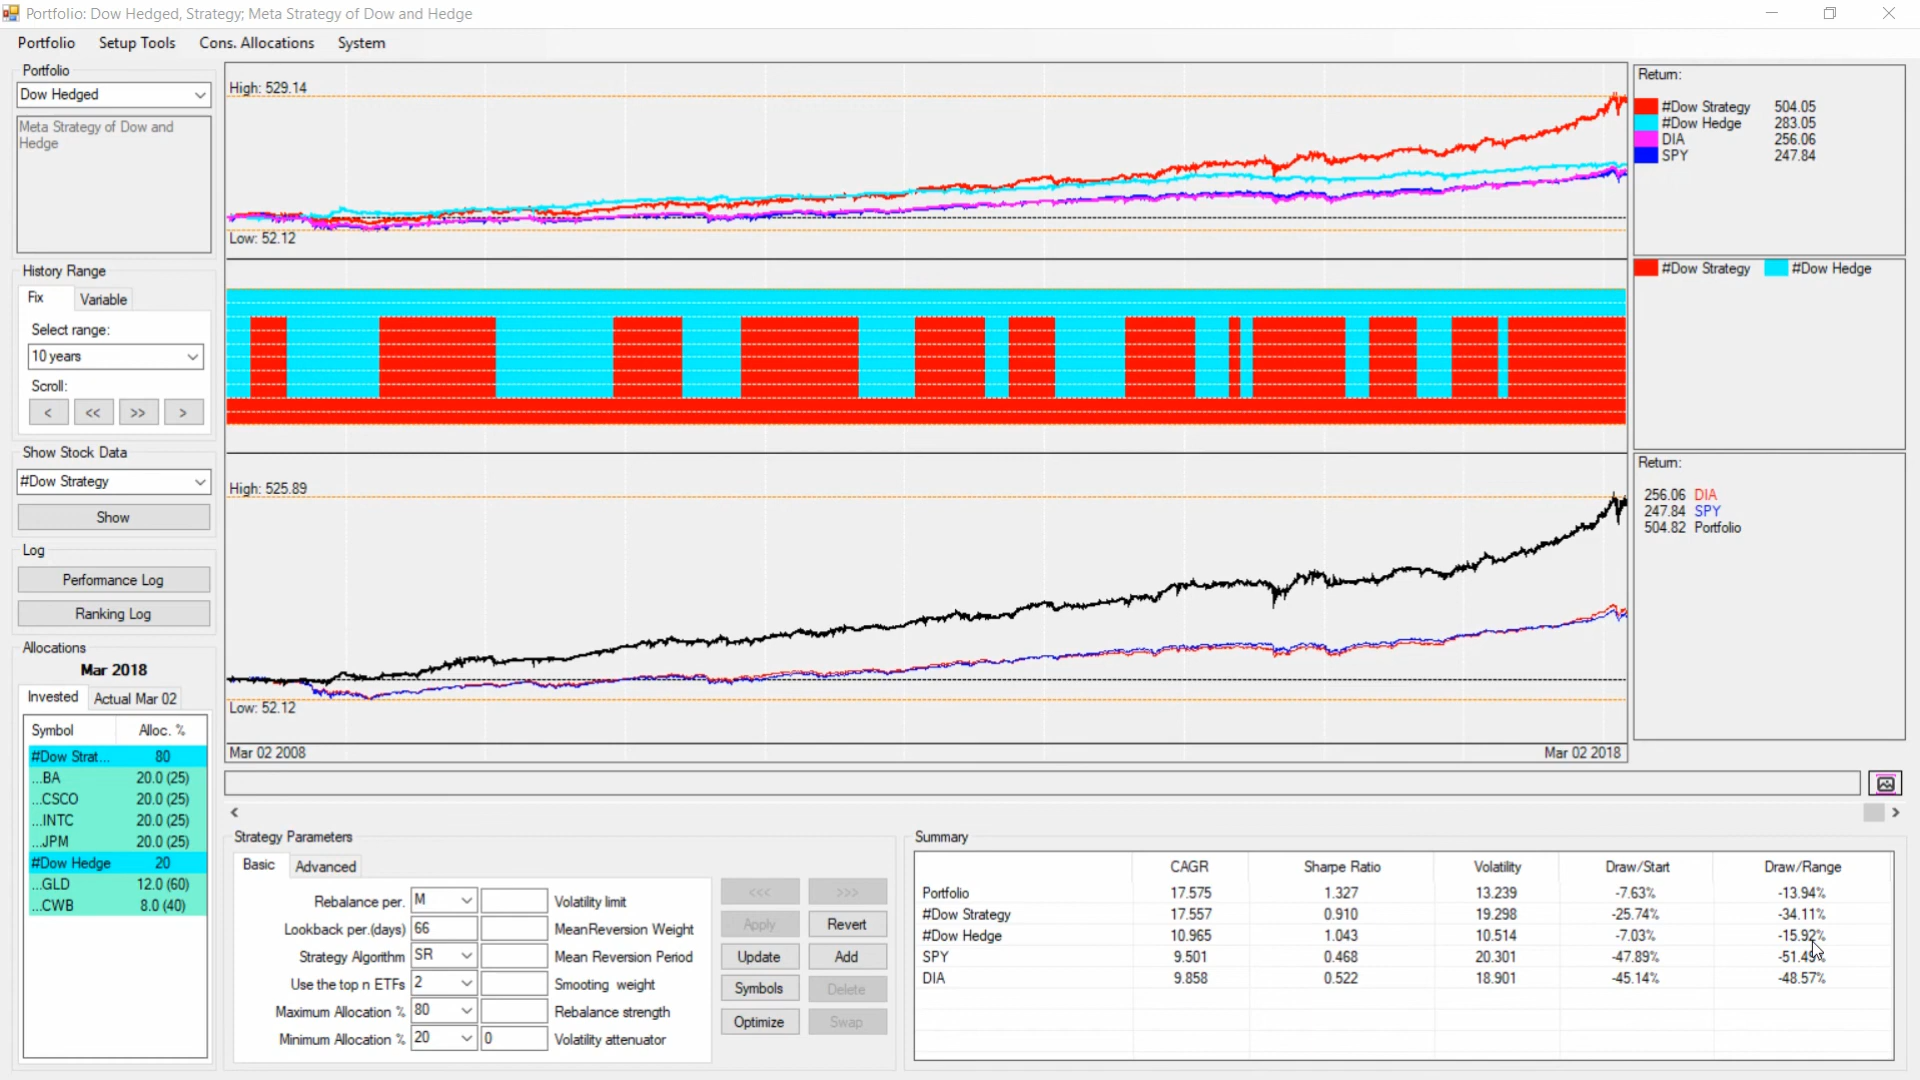 Portfolio: Dow Hedged, Strategy; Meta Strategy of Dow and Hedge
Portfolio Setup Tools Cons. Allocations System
Portfolio
Dow Hedged
Meta Strategy of Dow and
Hedge
History Range
Fix Variable
Select range:
10 years
Scroll:
< << >> >
Show Stock Data
#Dow Strategy
Show
Log
Performance Log
Ranking Log
Allocations
Mar 2018
Invested Actual Mar 02
Symbol Alloc. %
#Dow Strat... 80
...BA 20.0 (25)
...CSCO 20.0 (25)
...INTC 20.0 (25)
...JPM 20.0 (25)
#Dow Hedge 20
...GLD 12.0 (60)
...CWB 8.0 (40)
High: 529.14
Low: 52.12
High: 525.89
Low: 52.12
Mar 02 2008 Mar 02 2018
Return:
#Dow Strategy 504.05
#Dow Hedge 283.05
DIA 256.06
SPY 247.84
#Dow Strategy #Dow Hedge
Return:
256.06 DIA
247.84 SPY
504.82 Portfolio
< >
Strategy Parameters
Basic Advanced
Rebalance per. M Volatility limit
Lookback per.(days) 66 MeanReversion Weight
Strategy Algorithm SR Mean Reversion Period
Use the top n ETFs 2 Smooting weight
Maximum Allocation % 80 Rebalance strength
Minimum Allocation % 20 0 Volatility attenuator
<<< >>>
Apply Revert
Update Add
Symbols Delete
Optimize Swap
Summary
CAGR Sharpe Ratio Volatility Draw/Start Draw/Range
Portfolio 17.575 1.327 13.239 -7.63% -13.94%
#Dow Strategy 17.557 0.910 19.298 -25.74% -34.11%
#Dow Hedge 10.965 1.043 10.514 -7.03% -15.92%
SPY 9.501 0.468 20.301 -47.89%
DIA 9.858 0.522 18.901 -45.14% -48.57%